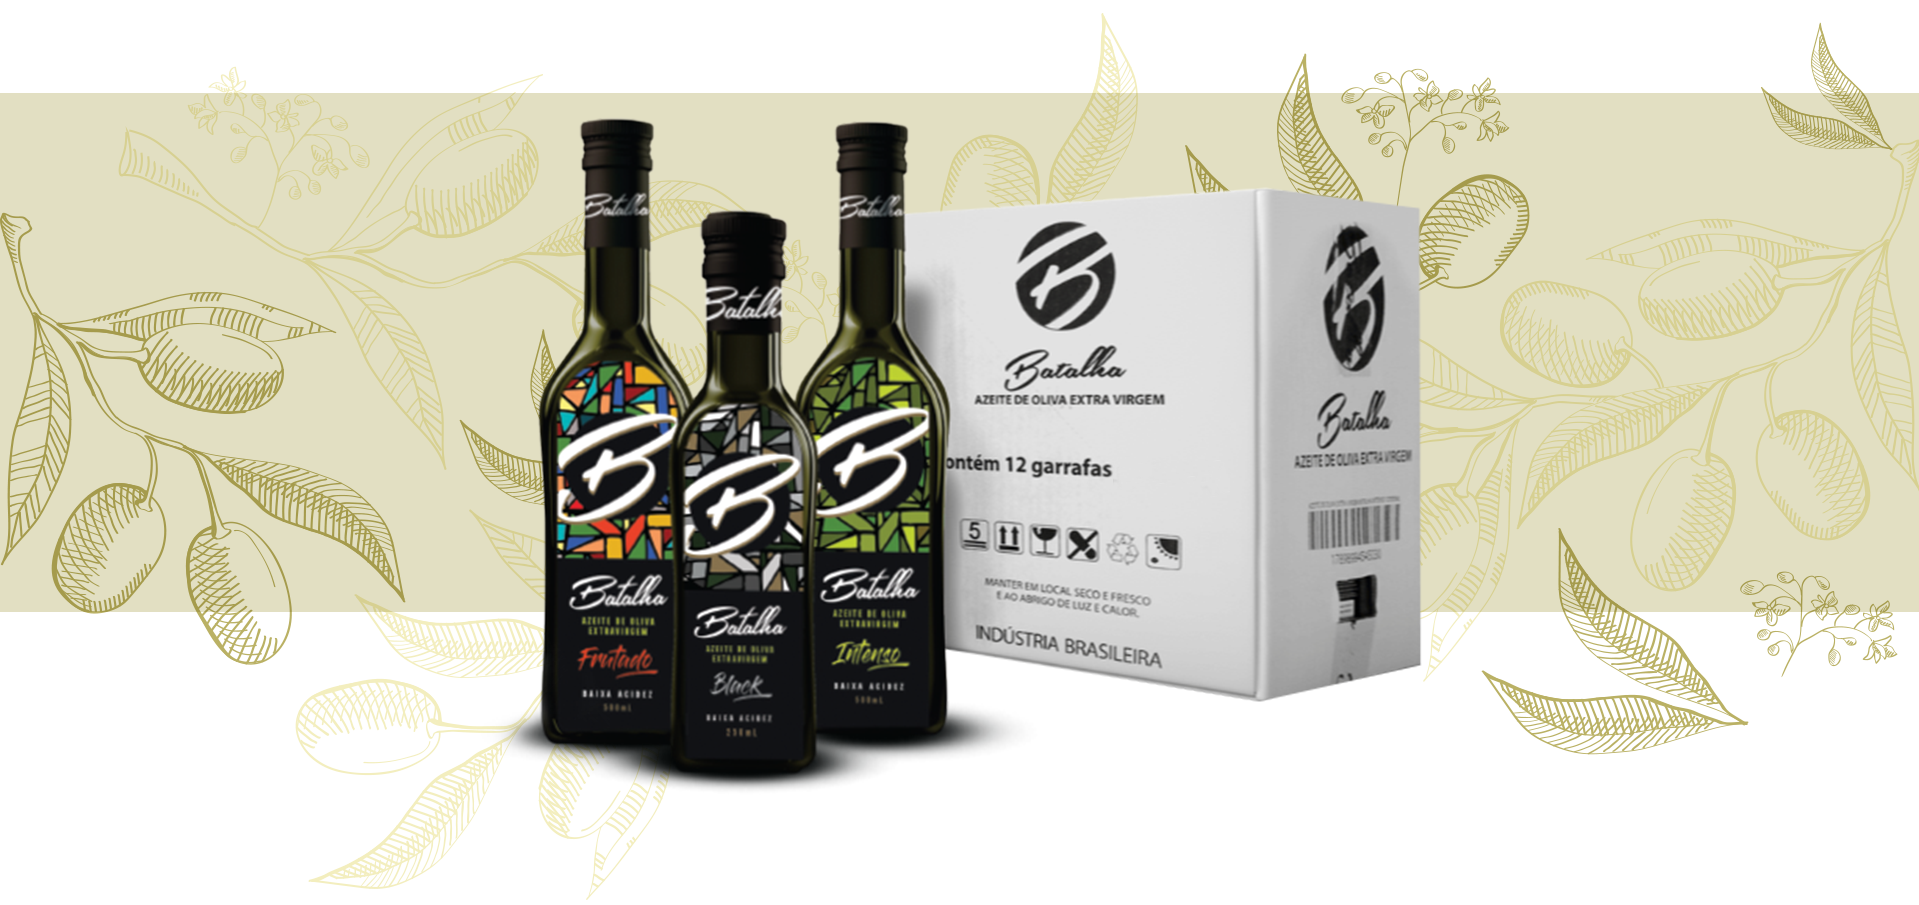 Batalha
B
Batalha
AZEITE DE OLIVA
EXTRAVIRGEM
Frutado
BAIXA ACIDEZ
500mL
Batalha
B
Batalha
AZEITE DE OLIVA
EXTRAVIRGEM
Black
BAIXA ACIDEZ
Batalha
B
Batalha
AZEITE DE OLIVA
EXTRAVIRGEM
Intenso
BAIXA ACIDEZ
500mL
B
Batalha
AZEITE DE OLIVA EXTRA VIRGEM
ontém 12 garrafas
5
MANTER EM LOCAL SECO E FRESCO
E AO ABRIGO DE LUZ E CALOR.
INDÚSTRIA BRASILEIRA
B
Batalha
AZEITE DE OLIVA EXTRA VIRGEM